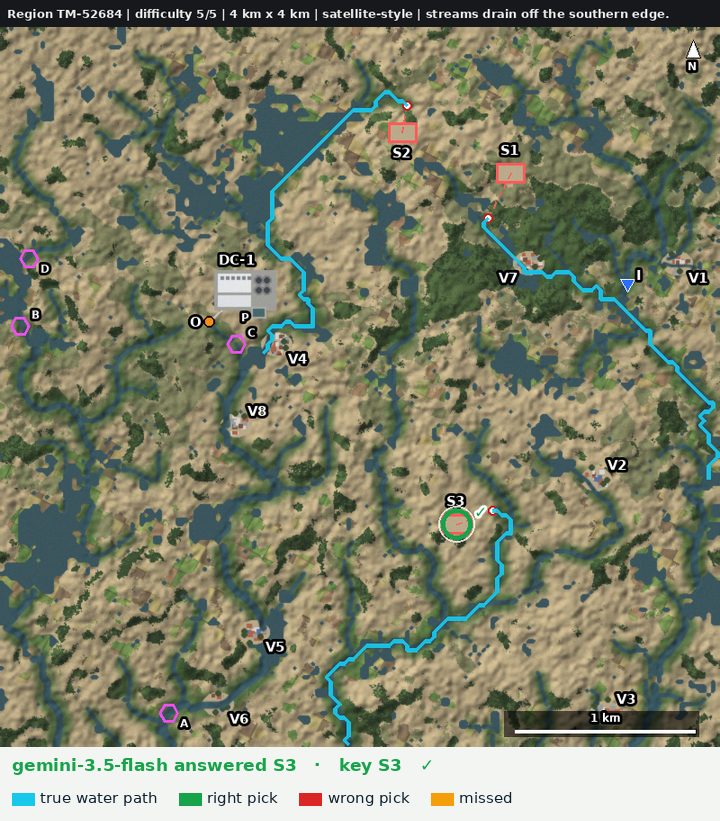 Region TM-52684 | difficulty 5/5 | 4 km x 4 km | satellite-style | streams drain off the southern edge.
N
S2
S1
D
DC-1
V7
I
V1
B
O
P
C
V4
V8
V2
S3
V5
V6
A
V3
1 km
gemini-3.5-flash answered S3 · key S3 ✓
true water path
right pick
wrong pick
missed